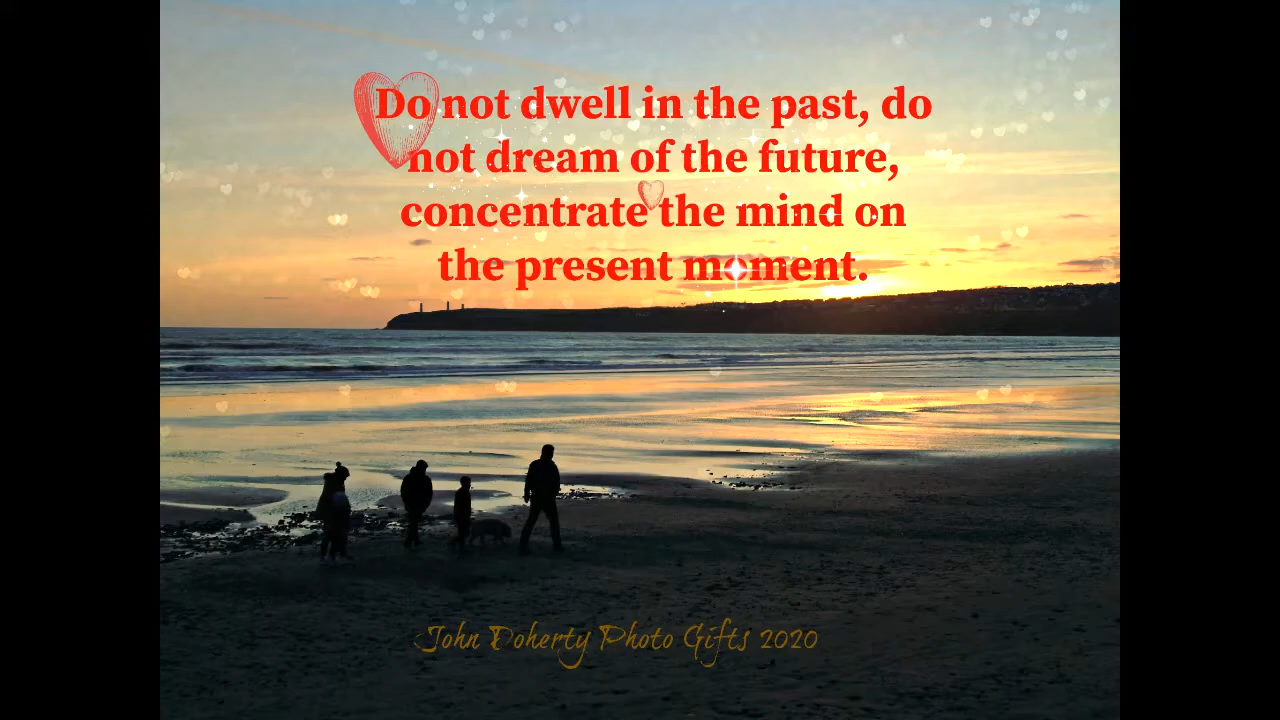 Do not dwell in the past, do
not dream of the future,
concentrate the mind on
the present moment.
John Doherty Photo Gifts 2020